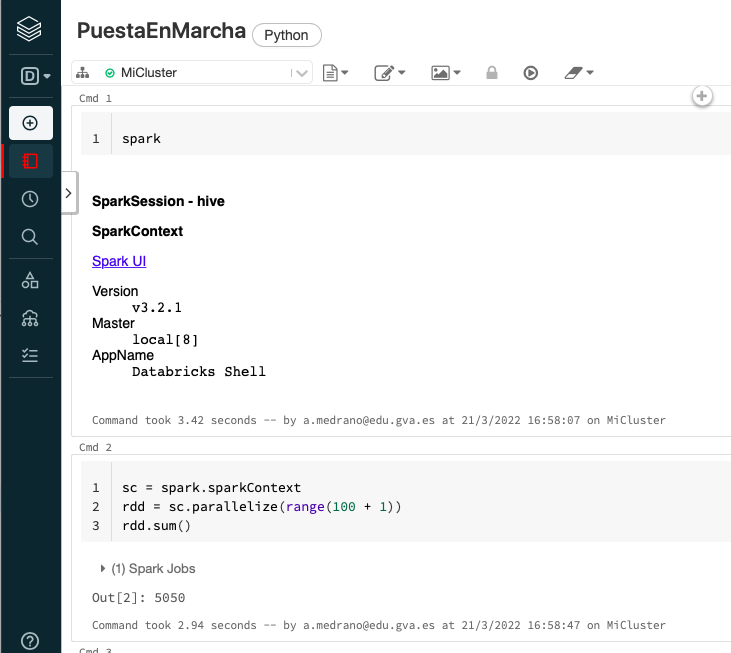 PuestaEnMarcha Python
D
MiCluster
Cmd 1
1 spark
SparkSession - hive
SparkContext
Spark UI
Version
v3.2.1
Master
local[8]
AppName
Databricks Shell
Command took 3.42 seconds -- by a.medrano@edu.gva.es at 21/3/2022 16:58:07 on MiCluster
Cmd 2
1 sc = spark.sparkContext
2 rdd = sc.parallelize(range(100 + 1))
3 rdd.sum()
(1) Spark Jobs
Out[2]: 5050
Command took 2.94 seconds -- by a.medrano@edu.gva.es at 21/3/2022 16:58:47 on MiCluster
Cmd 3